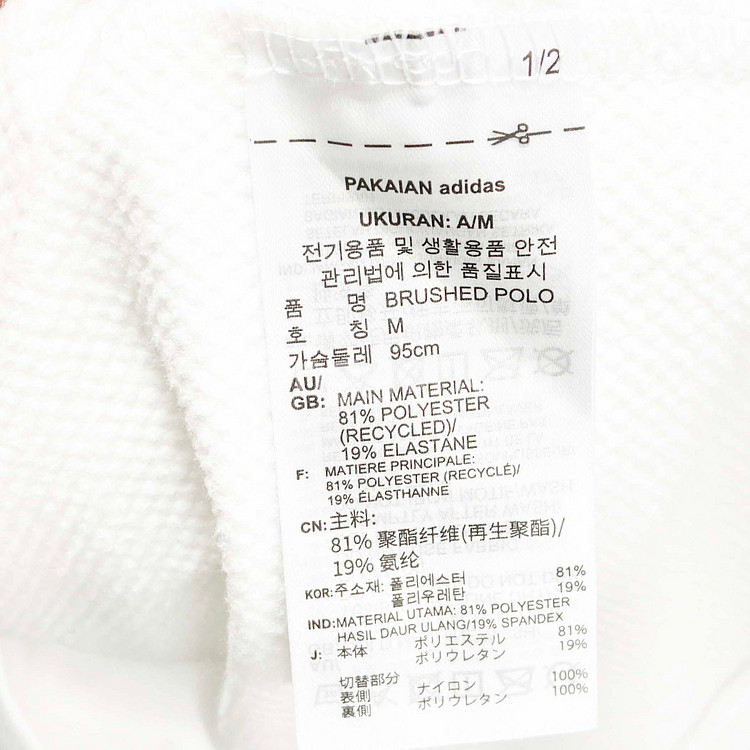 1/2
PAKAIAN adidas
UKURAN: A/M
전기용품 및 생활용품 안전
관리법에 의한 품질표시
품 명 BRUSHED POLO
호 칭 M
가슴둘레 95cm
AU/
GB: MAIN MATERIAL:
81% POLYESTER
(RECYCLED)/
19% ELASTANE
F: MATIERE PRINCIPALE:
81% POLYESTER (RECYCLÉ)/
19% ÉLASTHANNE
CN: 主料:
81% 聚酯纤维(再生聚酯)/
19% 氨纶
KOR: 주소재: 폴리에스터 81%
폴리우레탄 19%
IND: MATERIAL UTAMA: 81% POLYESTER
HASIL DAUR ULANG/19% SPANDEX
J: 本体 ポリエステル 81%
ポリウレタン 19%
切替部分
表側 ナイロン 100%
裏側 ポリウレタン 100%